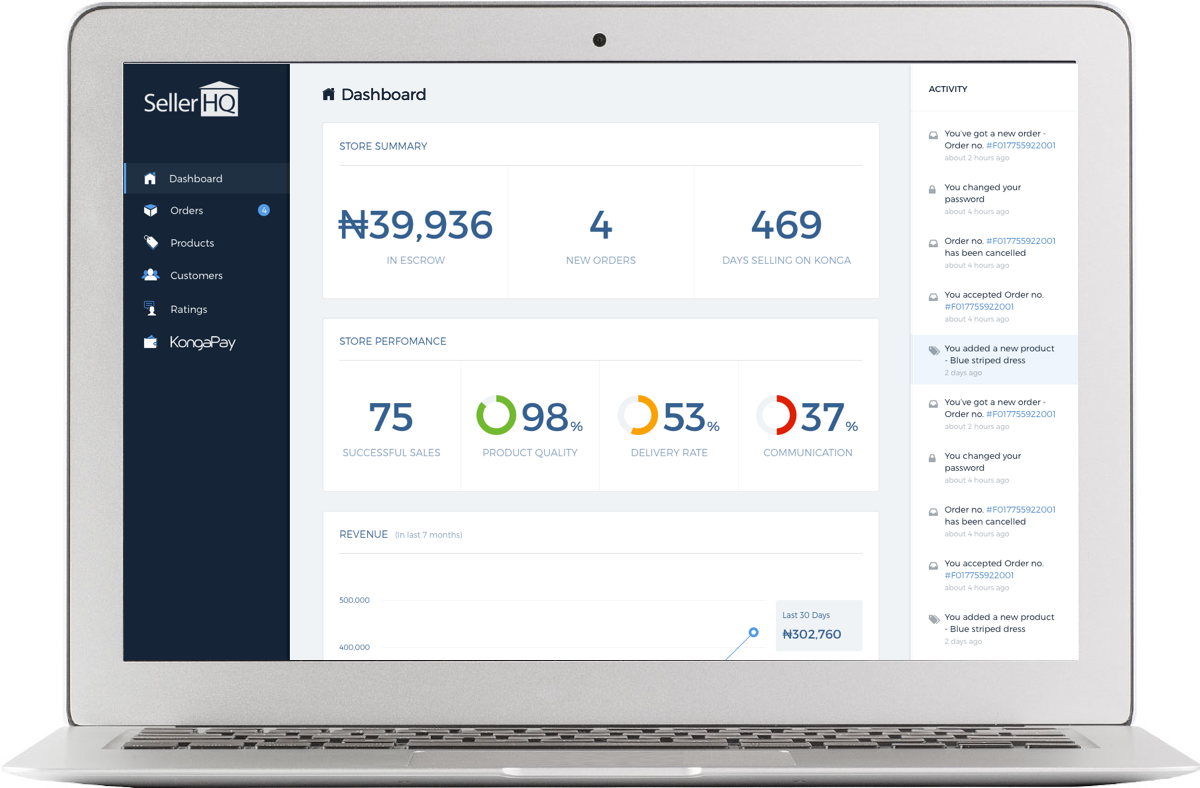 SellerHQ
Dashboard
Orders 4
Products
Customers
Ratings
KongaPay
Dashboard
STORE SUMMARY
₦39,936
IN ESCROW
4
NEW ORDERS
469
DAYS SELLING ON KONGA
STORE PERFOMANCE
75
SUCCESSFUL SALES
98%
PRODUCT QUALITY
53%
DELIVERY RATE
37%
COMMUNICATION
REVENUE (In last 7 months)
500,000
400,000
Last 30 Days
₦302,760
ACTIVITY
You've got a new order -
Order no. #F017755922001
about 2 hours ago
You changed your
password
about 4 hours ago
Order no. #F017755922001
has been cancelled
about 4 hours ago
You accepted Order no.
#F017755922001
about 4 hours ago
You added a new product
- Blue striped dress
2 days ago
You've got a new order -
Order no. #F017755922001
about 2 hours ago
You changed your
password
about 4 hours ago
Order no. #F017755922001
has been cancelled
about 4 hours ago
You accepted Order no.
#F017755922001
about 4 hours ago
You added a new product
- Blue striped dress
2 days ago